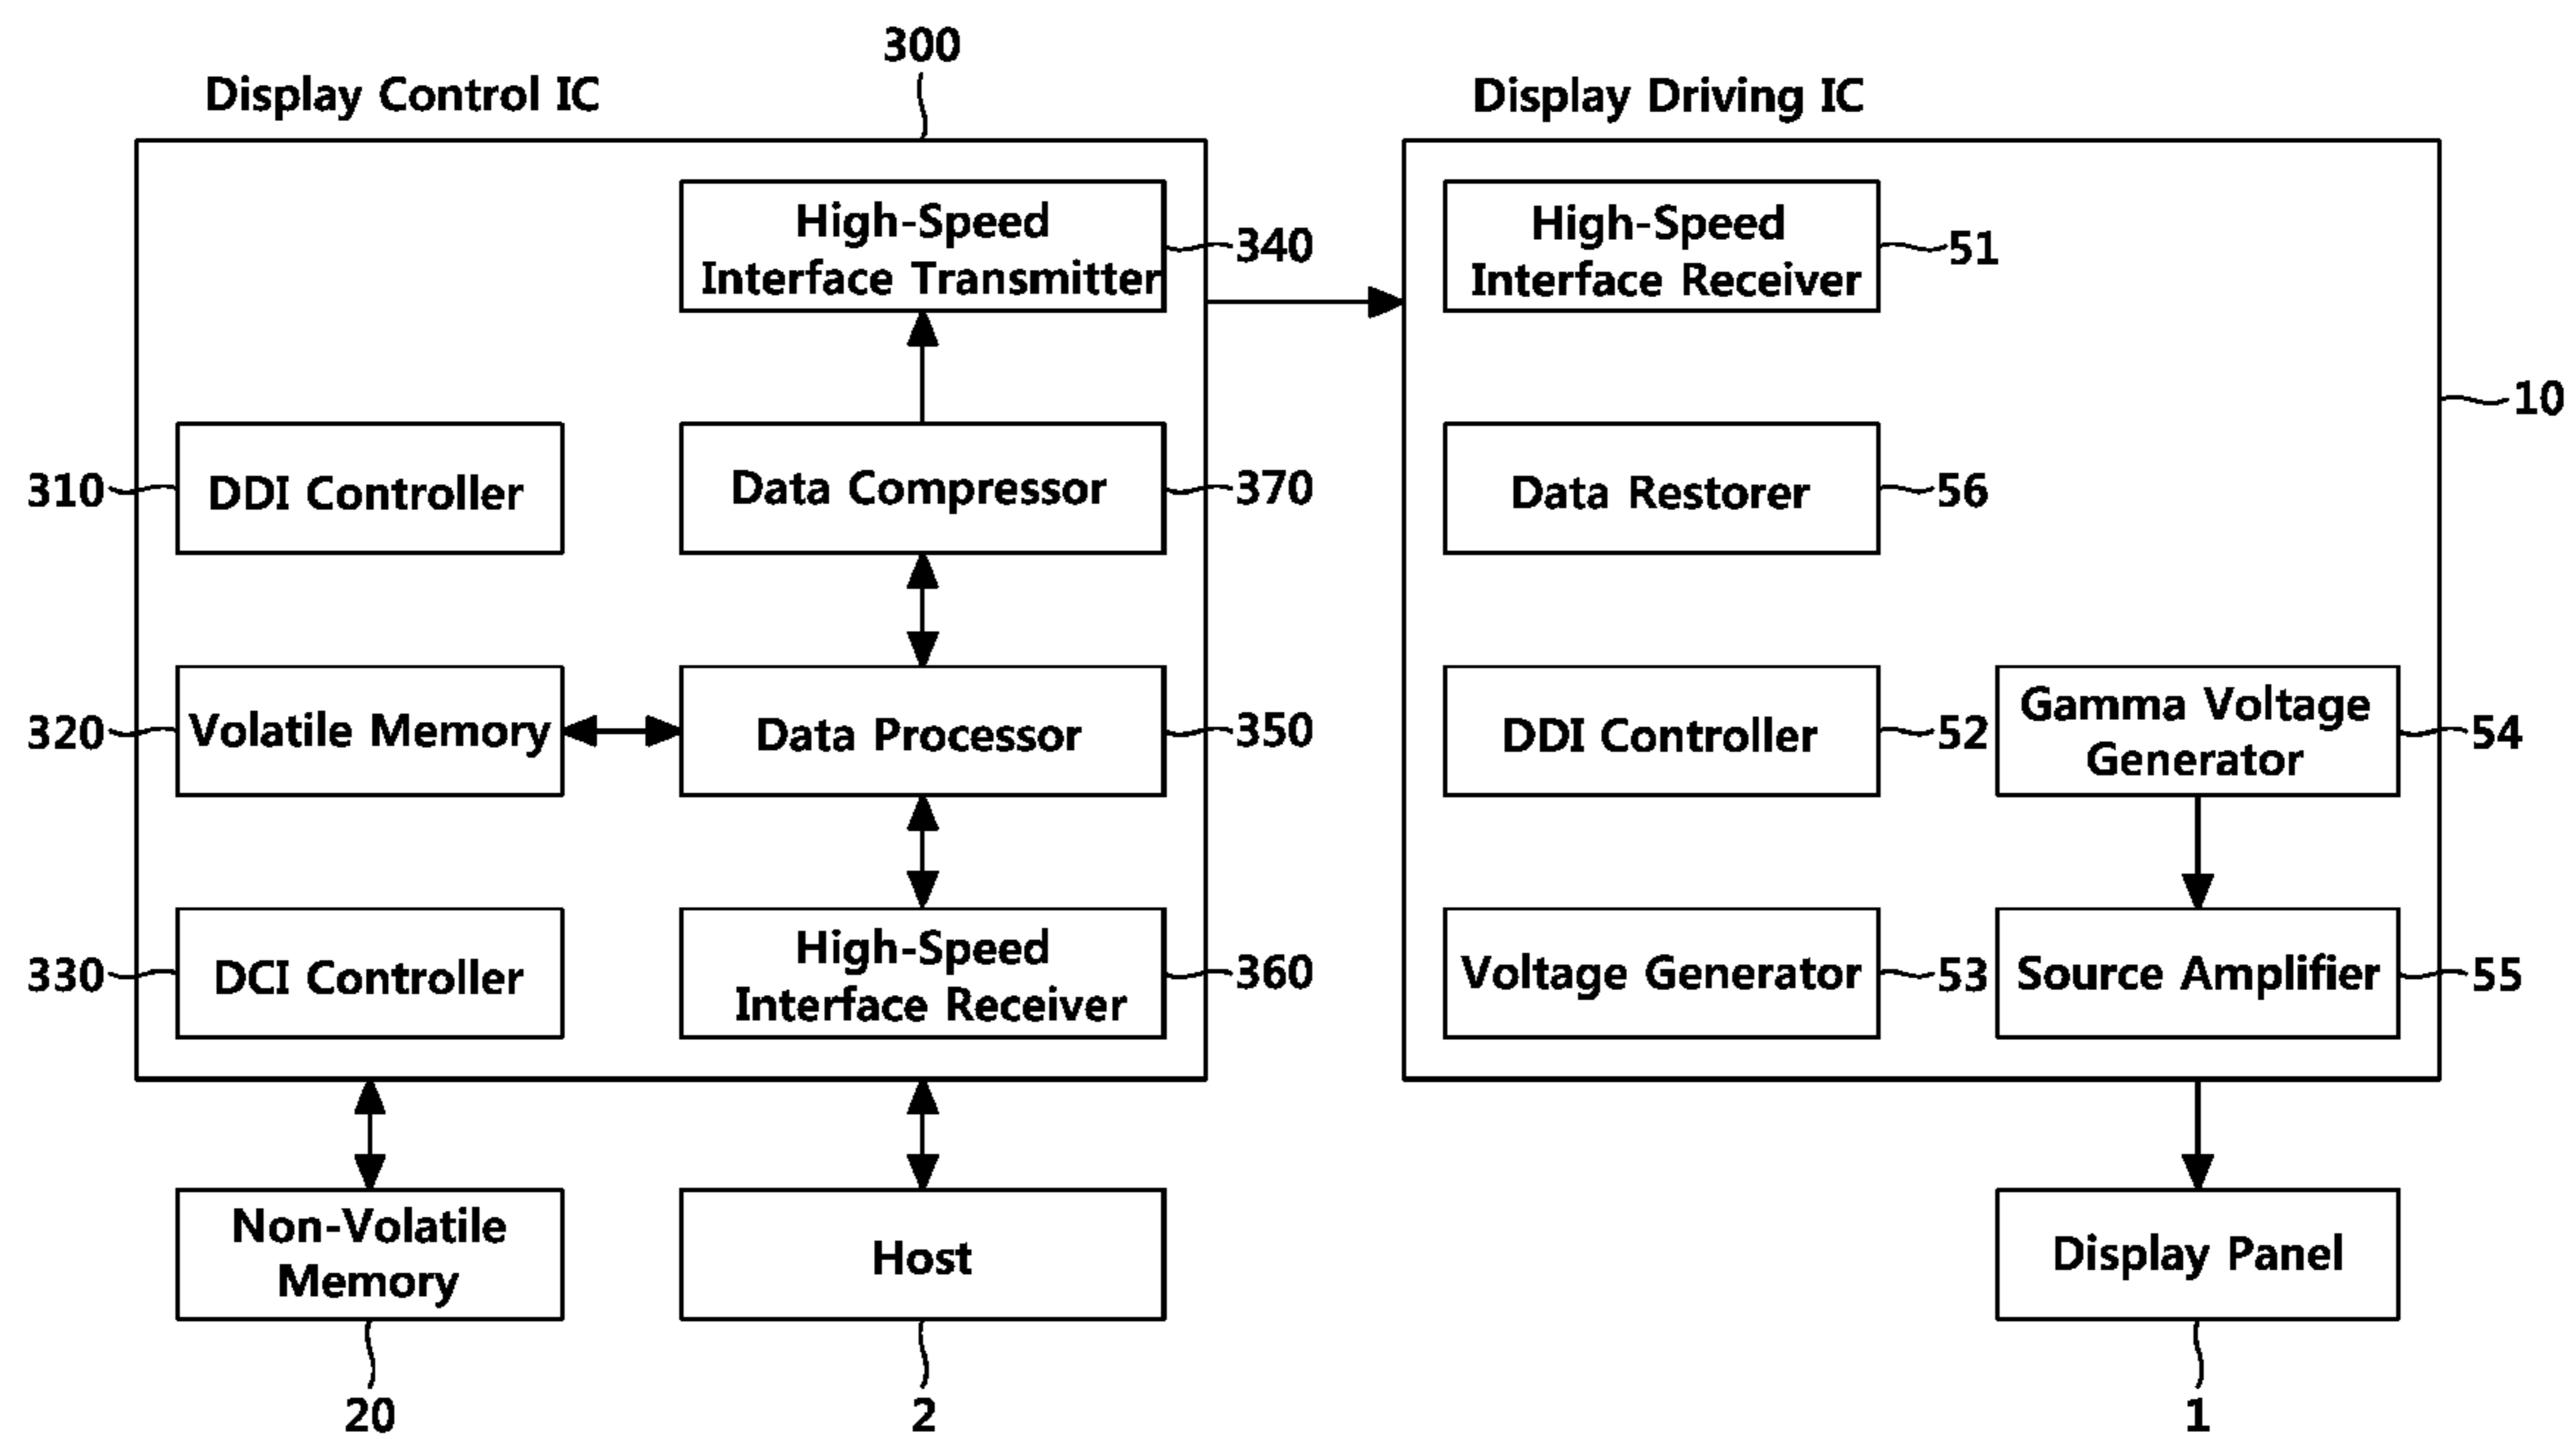 300
Display Control IC
Display Driving IC
High-Speed
Interface Transmitter
340
High-Speed
Interface Receiver
51
10
310
DDI Controller
Data Compressor
370
Data Restorer
56
320
Volatile Memory
Data Processor
350
DDI Controller
52
Gamma Voltage
Generator
54
330
DCI Controller
High-Speed
Interface Receiver
360
Voltage Generator
53
Source Amplifier
55
Non-Volatile
Memory
Host
Display Panel
20
2
1